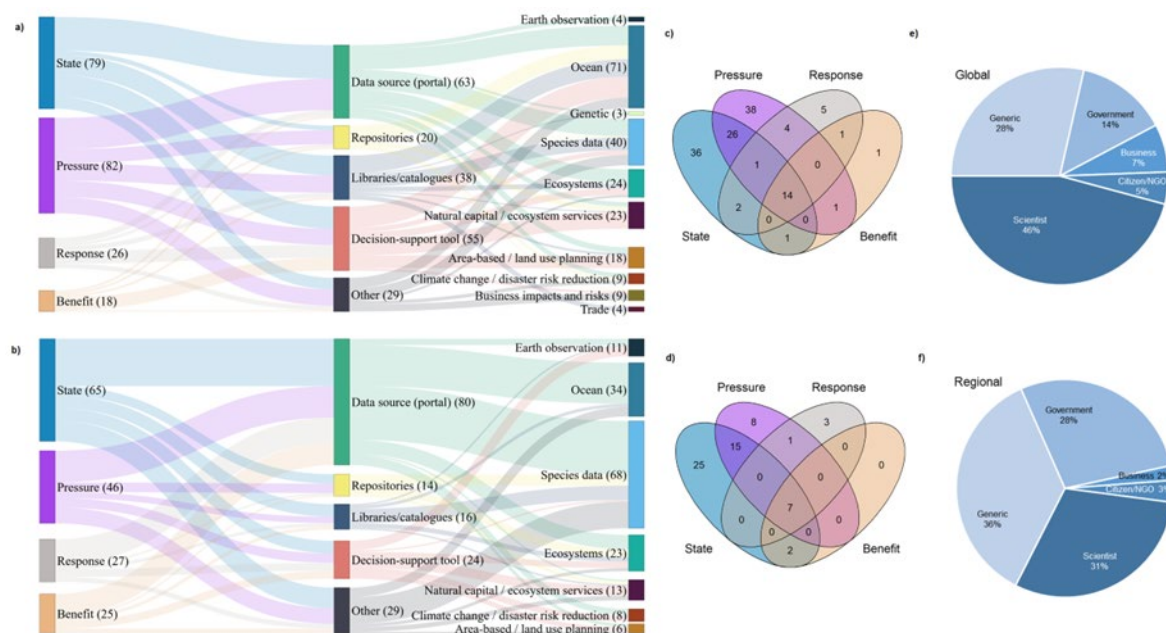 a)
State (79)
Pressure (82)
Response (26)
Benefit (18)
Data source (portal) (63)
Repositories (20)
Libraries/catalogues (38)
Decision-support tool (55)
Other (29)
Earth observation (4)
Ocean (71)
Genetic (3)
Species data (40)
Ecosystems (24)
Natural capital / ecosystem services (23)
Area-based / land use planning (18)
Climate change / disaster risk reduction (9)
Business impacts and risks (9)
Trade (4)
b)
State (65)
Pressure (46)
Response (27)
Benefit (25)
Data source (portal) (80)
Repositories (14)
Libraries/catalogues (16)
Decision-support tool (24)
Other (29)
Earth observation (11)
Ocean (34)
Species data (68)
Ecosystems (23)
Natural capital / ecosystem services (13)
Climate change / disaster risk reduction (8)
Area-based / land use planning (6)
c)
Pressure Response
38 5
26 4 1
36 1 0 1
14
2 0 0 1
1
State Benefit
d)
Pressure Response
8 3
15 1 0
25 0 0 0
7
0 0 0 0
2
State Benefit
e)
Global
Generic
28%
Government
14%
Business
7%
Citizen/NGO
5%
Scientist
46%
f)
Regional
Government
28%
Business 2%
Citizen/NGO 3%
Generic
36%
Scientist
31%